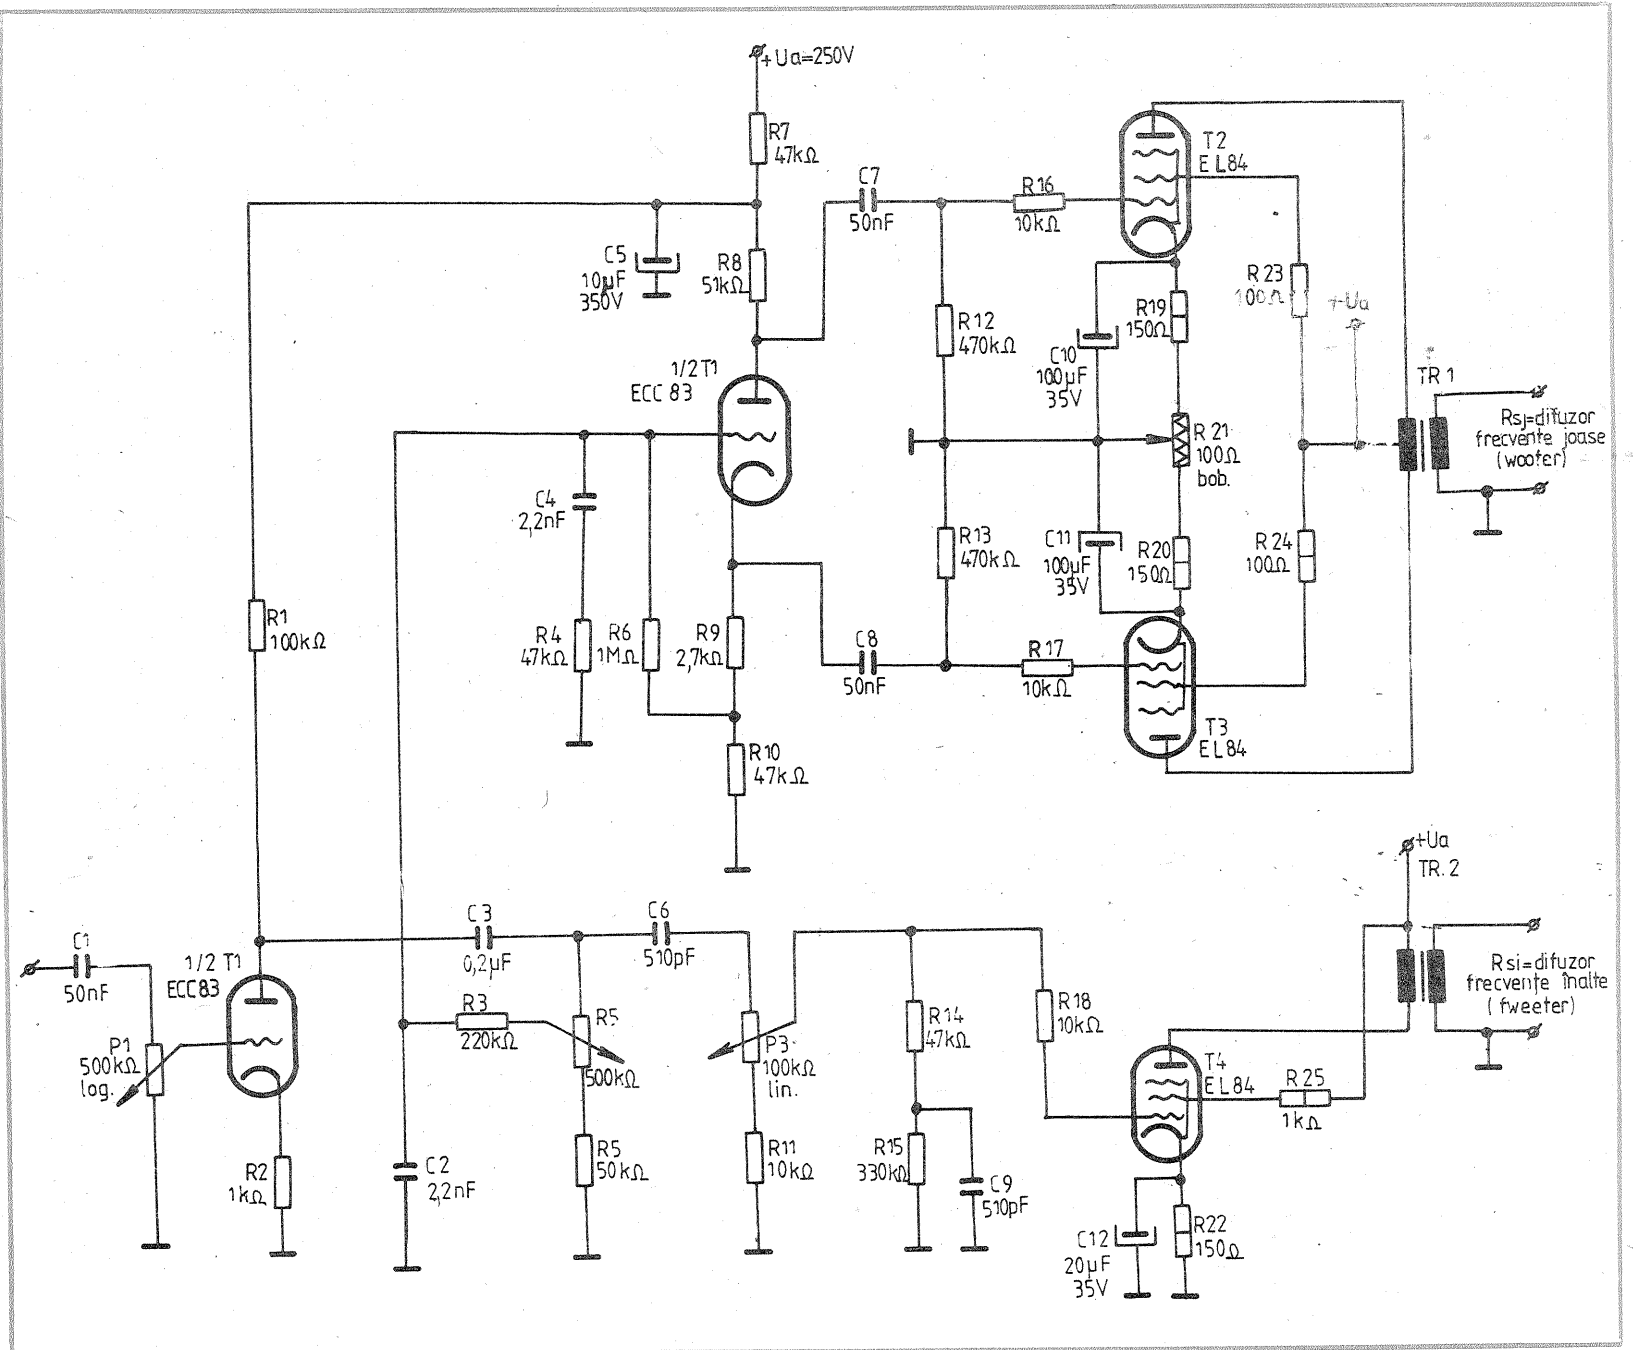 +Ua=250V
R7
47kΩ
C5
10µF
350V
R8
51kΩ
1/2 T1
ECC 83
C7
50nF
R16
10kΩ
T2
EL84
R12
470kΩ
C10
100µF
35V
R19
150Ω
R23
100Ω
+Ua
R21
100Ω
bob.
TR 1
Rsj=difuzor
frecvente joase
(woofer)
C4
2,2nF
R13
470kΩ
C11
100µF
35V
R20
150Ω
R24
100Ω
R1
100kΩ
R4
47kΩ
R6
1MΩ
R9
2,7kΩ
C8
50nF
R17
10kΩ
T3
EL84
R10
47kΩ
+Ua
TR.2
C1
50nF
1/2 T1
ECC83
C3
0,2µF
C6
510pF
Rsi=difuzor
frecvente înalte
(fweeter)
P1
500kΩ
log.
R3
220kΩ
R5
500kΩ
P3
100kΩ
lin.
R14
47kΩ
R18
10kΩ
T4
EL84
R25
1kΩ
R2
1kΩ
C2
2,2nF
R5
50kΩ
R11
10kΩ
R15
330kΩ
C9
510pF
C12
20µF
35V
R22
150Ω